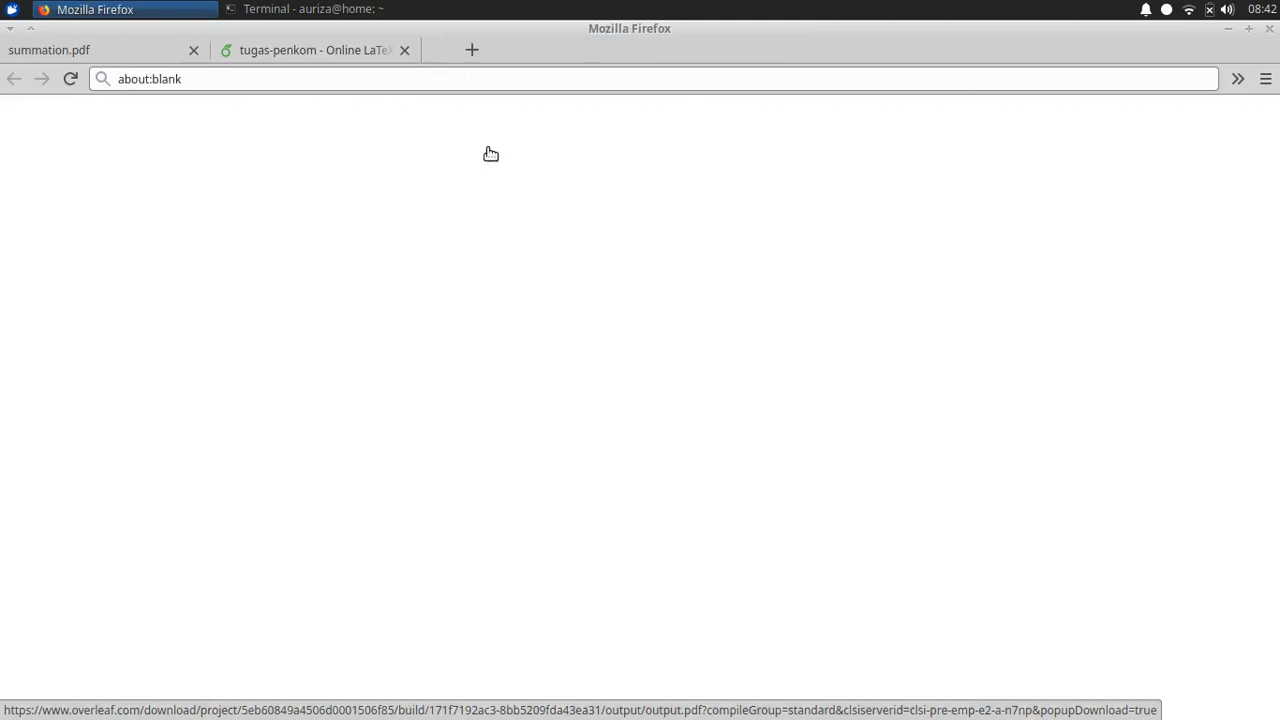 Mozilla Firefox
Terminal - auriza@home: ~
08:42
Mozilla Firefox
summation.pdf
tugas-penkom - Online LaTeX
about:blank
https://www.overleaf.com/download/project/5eb60849a4506d0001506f85/build/171f7192ac3-8bb5209fda43ea31/output/output.pdf?compileGroup=standard&clsiserverid=clsi-pre-emp-e2-a-n7np&popupDownload=true